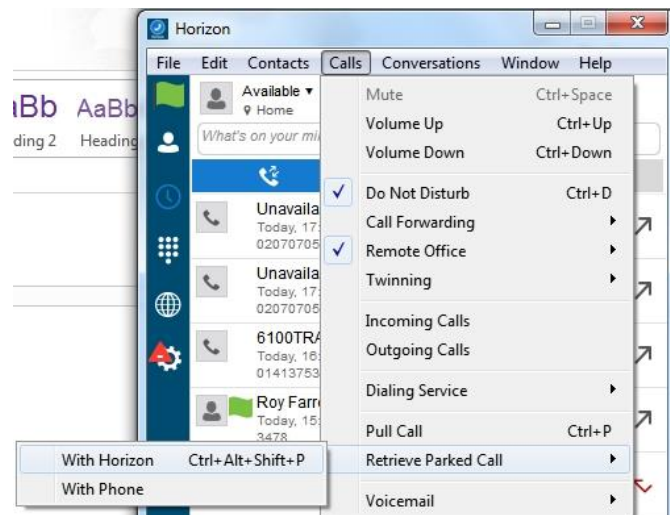 Horizon
File Edit Contacts Calls Conversations Window Help
AaBb
ding 2 Heading
Available
Home
What's on your mi
Mute Ctrl+Space
Volume Up Ctrl+Up
Volume Down Ctrl+Down
Do Not Disturb Ctrl+D
Call Forwarding
Remote Office
Twinning
Incoming Calls
Outgoing Calls
Dialing Service
Pull Call Ctrl+P
Retrieve Parked Call
Voicemail
Unavaila
Today, 17:
02070705
Unavaila
Today, 17:
02070705
6100TRA
Today, 16:
01413753
Roy Farr
Today, 15:
3478
With Horizon Ctrl+Alt+Shift+P
With Phone